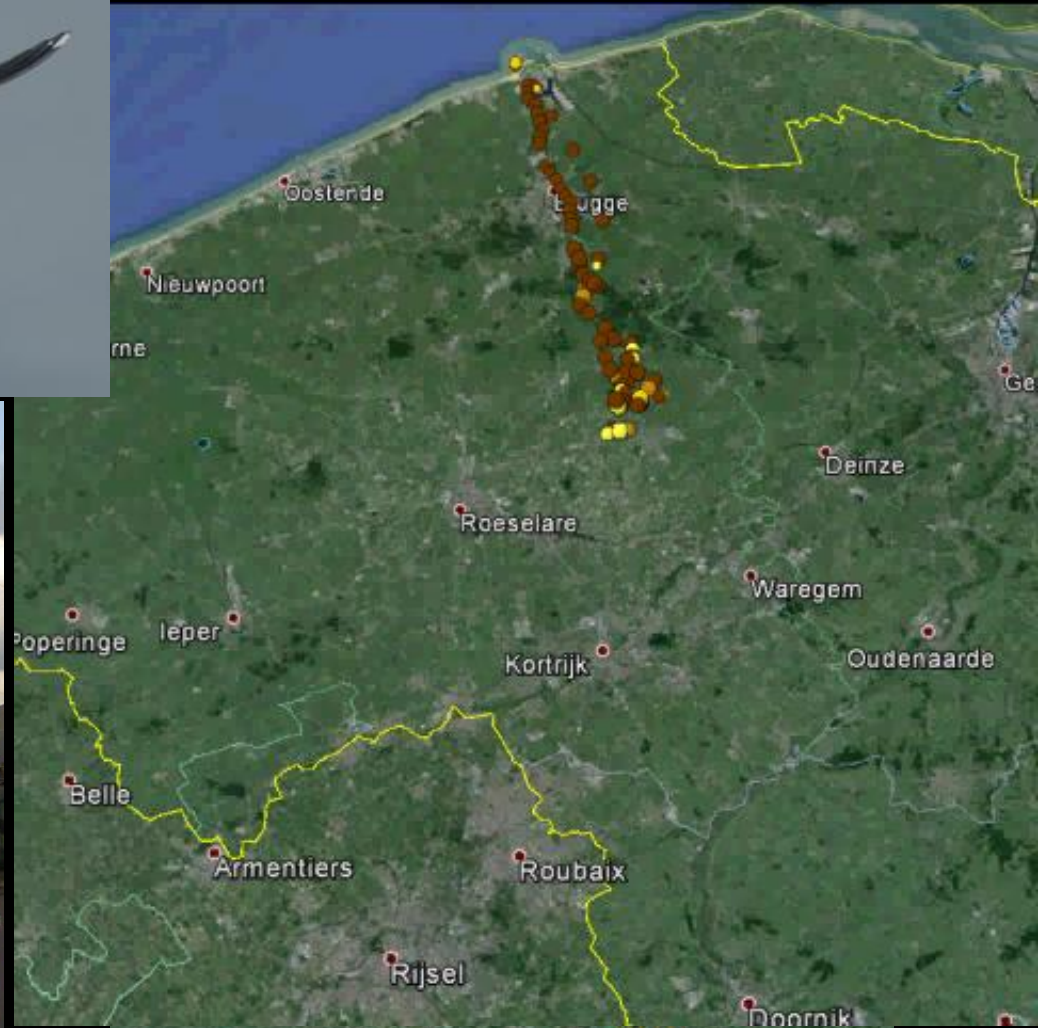 Oostende
Brugge
Nieuwpoort
rne
Ge
Deinze
Roeselare
Waregem
Poperinge
Ieper
Kortrijk
Oudenaarde
Belle
Armentiers
Roubaix
Rijsel
Doornik